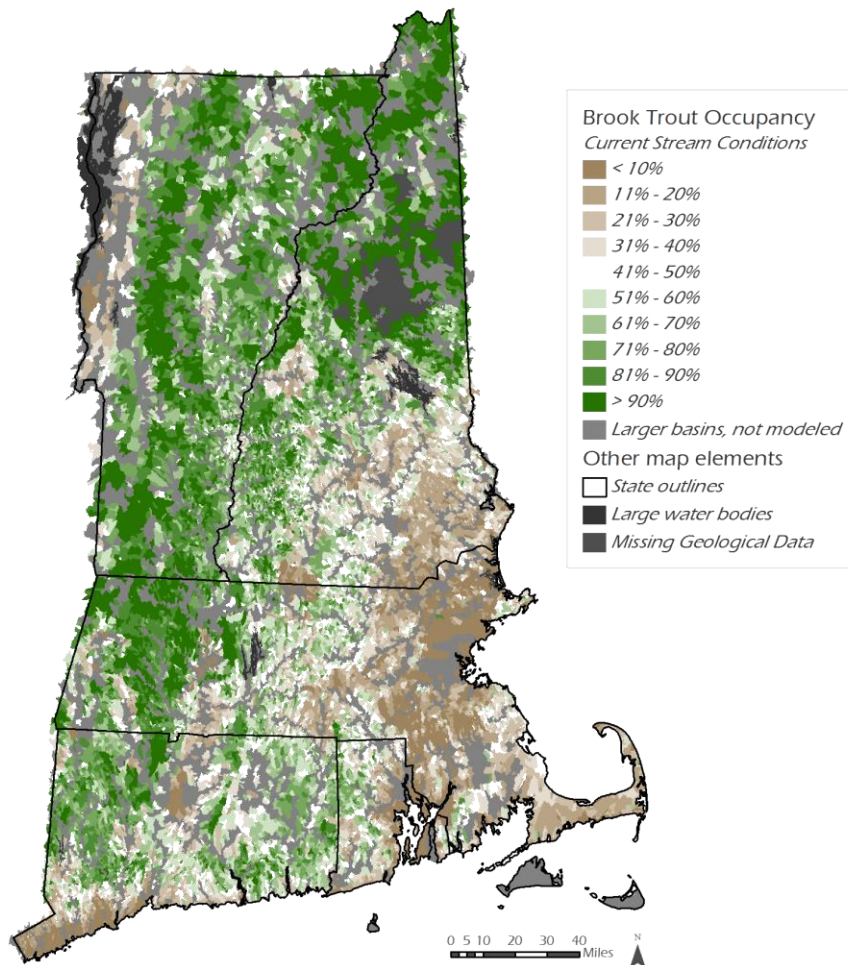 Brook Trout Occupancy
Current Stream Conditions
< 10%
11% - 20%
21% - 30%
31% - 40%
41% - 50%
51% - 60%
61% - 70%
71% - 80%
81% - 90%
> 90%
Larger basins, not modeled
Other map elements
State outlines
Large water bodies
Missing Geological Data
0 5 10 20 30 40
Miles
N